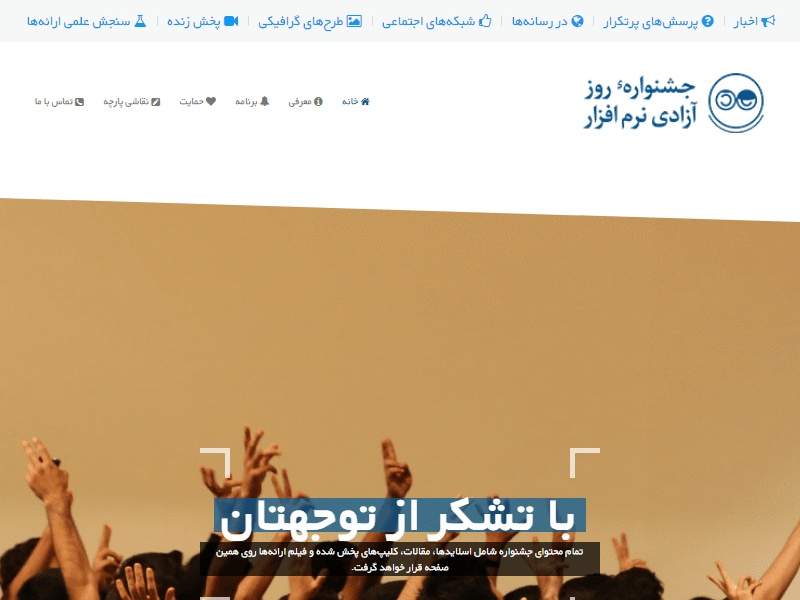 اخبار
پرسش‌های پرتکرار
در رسانه‌ها
شبکه‌های اجتماعی
طرح‌های گرافیکی
پخش زنده
سنجش علمی ارائه‌ها
جشنوارهٔ روز
آزادی نرم افزار
خانه
معرفی
برنامه
حمایت
نقاشی پارچه
تماس با ما
با تشکر از توجهتان
تمام محتوای جشنواره شامل اسلایدها، مقالات، کلیپ‌های پخش شده و فیلم ارائه‌ها روی همین
صفحه قرار خواهد گرفت.